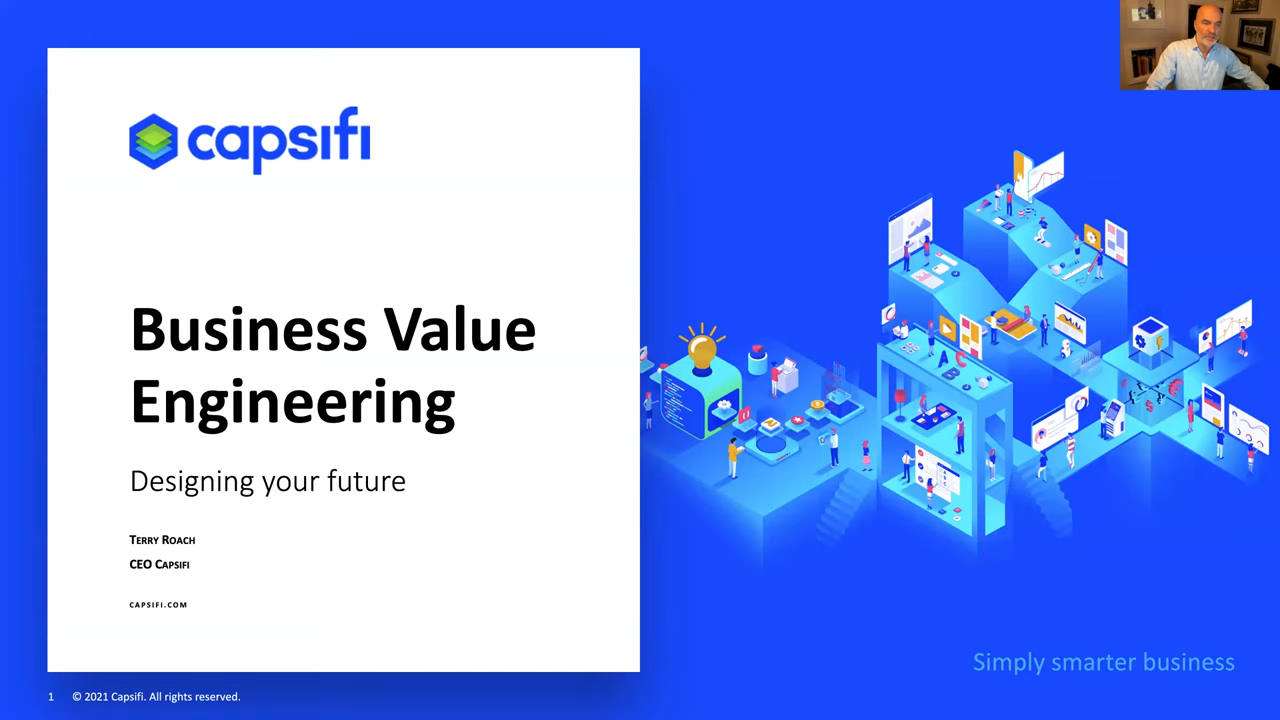 capsifi
Business Value
Engineering
Designing your future
TERRY ROACH
CEO CAPSIFI
CAPSIFI.COM
Simply smarter business
1 © 2021 Capsifi. All rights reserved.